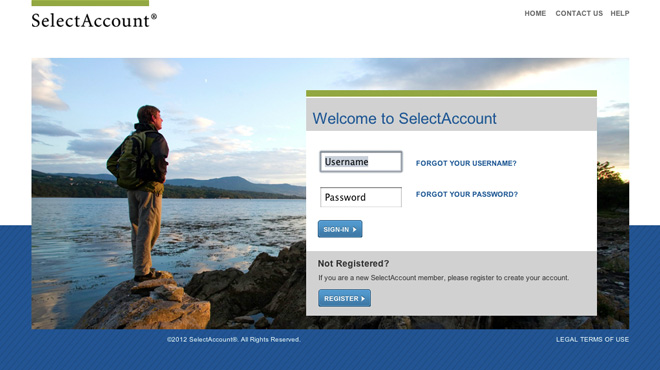 SelectAccount®
HOME CONTACT US HELP
Welcome to SelectAccount
Username FORGOT YOUR USERNAME?
Password FORGOT YOUR PASSWORD?
SIGN-IN
Not Registered?
If you are a new SelectAccount member, please register to create your account.
REGISTER
©2012 SelectAccount®. All Rights Reserved. LEGAL TERMS OF USE